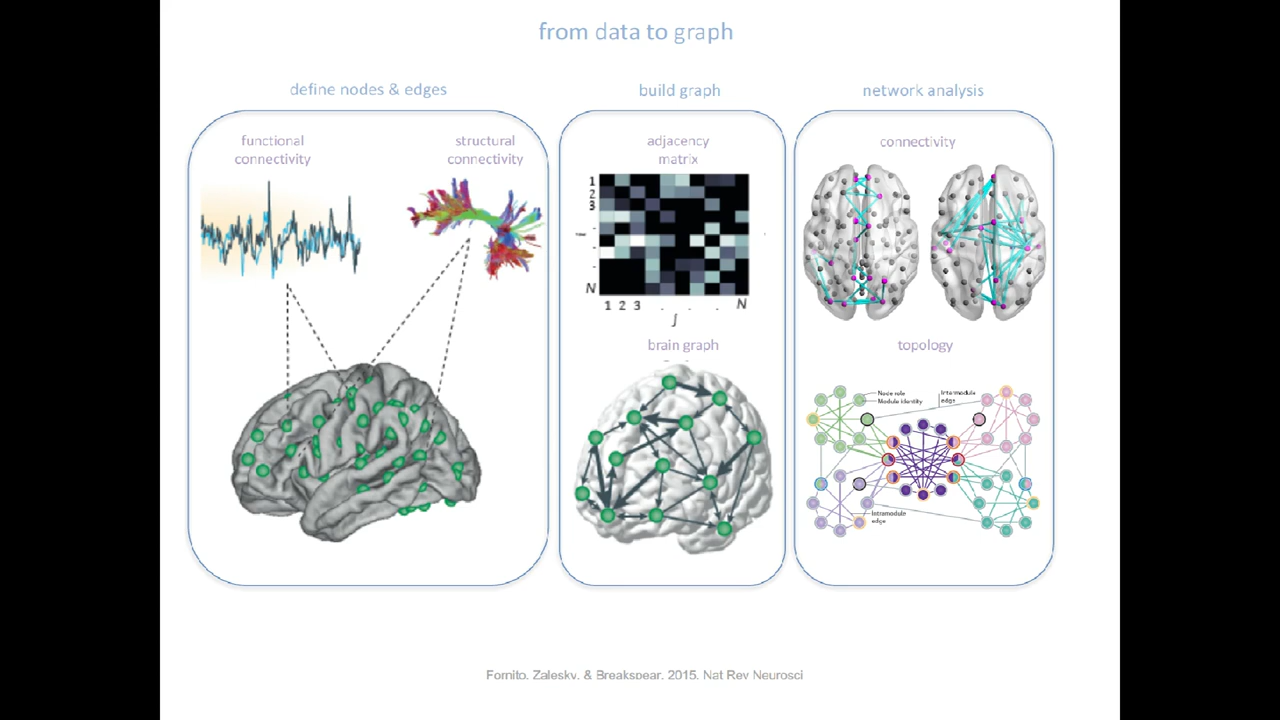 from data to graph
define nodes & edges
build graph
network analysis
functional
connectivity
structural
connectivity
adjacency
matrix
1
2
3
N
1 2 3 N
brain graph
connectivity
topology
Node role
Module identity
Intermodule
edge
Intramodule
edge
Fornito, Zalesky, & Breakspear, 2015, Nat Rev Neurosci